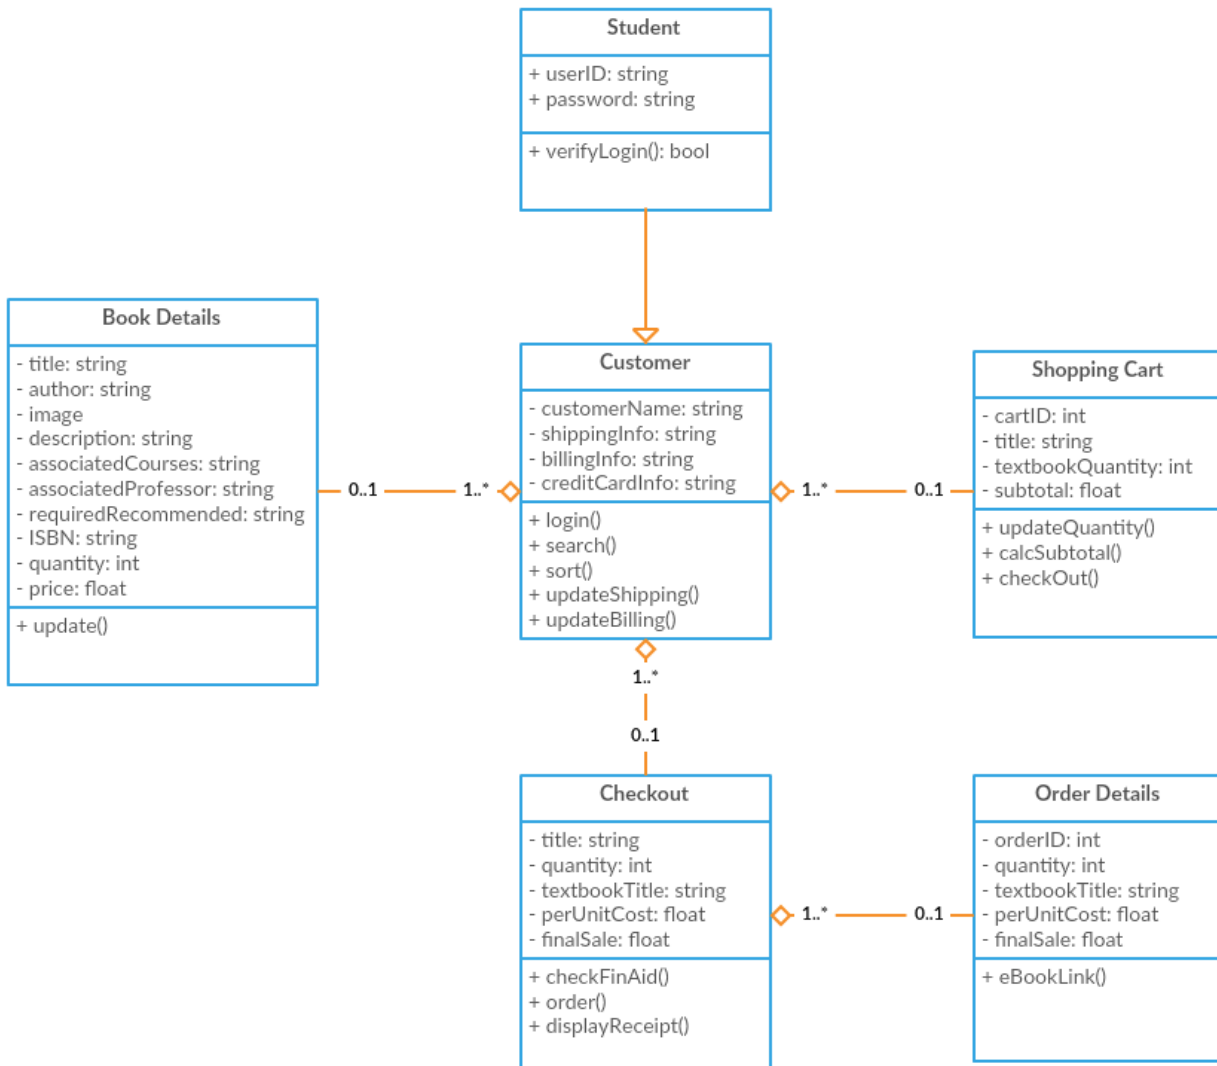 Student
+ userID: string
+ password: string
+ verifyLogin(): bool
Book Details
- title: string
- author: string
- image
- description: string
- associatedCourses: string
- associatedProfessor: string
- requiredRecommended: string
- ISBN: string
- quantity: int
- price: float
+ update()
0..1
1..*
Customer
- customerName: string
- shippingInfo: string
- billingInfo: string
- creditCardInfo: string
+ login()
+ search()
+ sort()
+ updateShipping()
+ updateBilling()
1..*
0..1
Shopping Cart
- cartID: int
- title: string
- textbookQuantity: int
- subtotal: float
+ updateQuantity()
+ calcSubtotal()
+ checkOut()
1..*
0..1
Checkout
- title: string
- quantity: int
- textbookTitle: string
- perUnitCost: float
- finalSale: float
+ checkFinAid()
+ order()
+ displayReceipt()
1..*
0..1
Order Details
- orderID: int
- quantity: int
- textbookTitle: string
- perUnitCost: float
- finalSale: float
+ eBookLink()